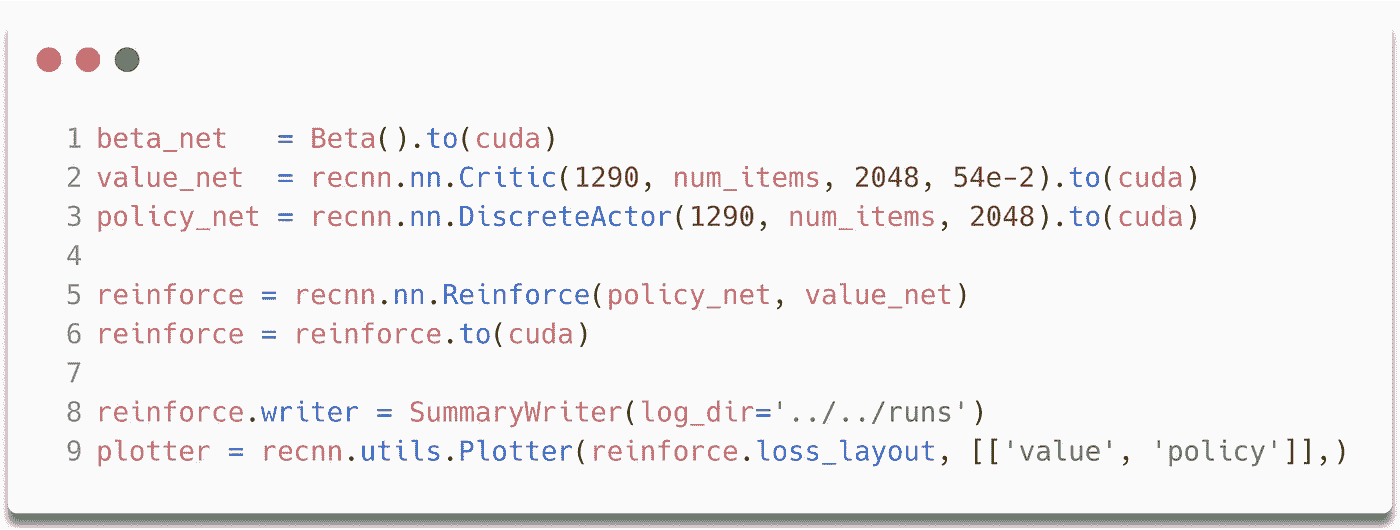 1 beta_net   = Beta().to(cuda)
2 value_net  = recnn.nn.Critic(1290, num_items, 2048, 54e-2).to(cuda)
3 policy_net = recnn.nn.DiscreteActor(1290, num_items, 2048).to(cuda)
4
5 reinforce = recnn.nn.Reinforce(policy_net, value_net)
6 reinforce = reinforce.to(cuda)
7
8 reinforce.writer = SummaryWriter(log_dir='../../runs')
9 plotter = recnn.utils.Plotter(reinforce.loss_layout, [['value', 'policy']],)